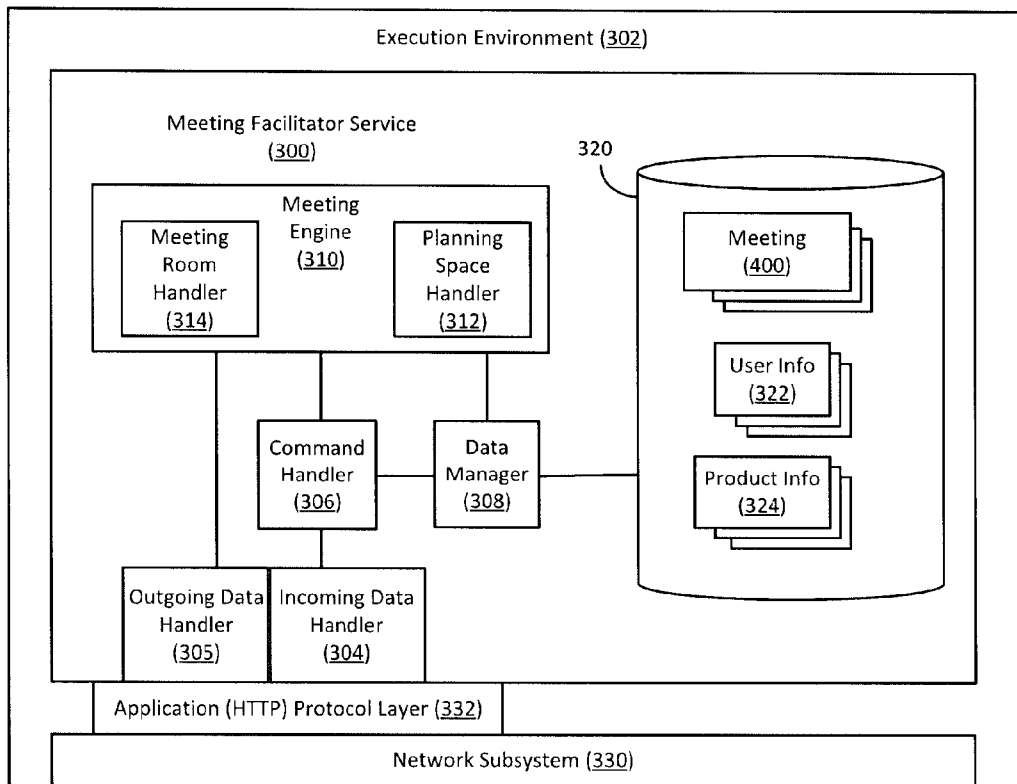 Execution Environment (302)
Meeting Facilitator Service
(300)
320
Meeting
Engine
(310)
Meeting
Room
Handler
(314)
Planning
Space
Handler
(312)
Meeting
(400)
User Info
(322)
Product Info
(324)
Command
Handler
(306)
Data
Manager
(308)
Outgoing Data
Handler
(305)
Incoming Data
Handler
(304)
Application (HTTP) Protocol Layer (332)
Network Subsystem (330)